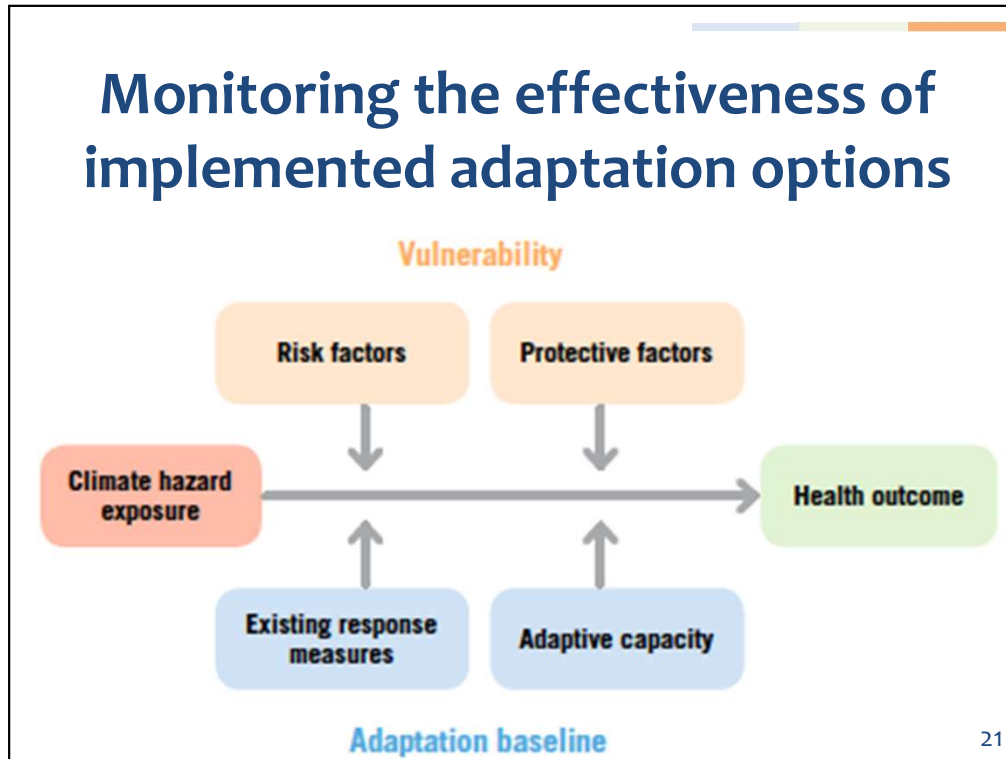 Monitoring the effectiveness of
implemented adaptation options
Vulnerability
Risk factors
Protective factors
Climate hazard
exposure
Health outcome
Existing response
measures
Adaptive capacity
Adaptation baseline
21